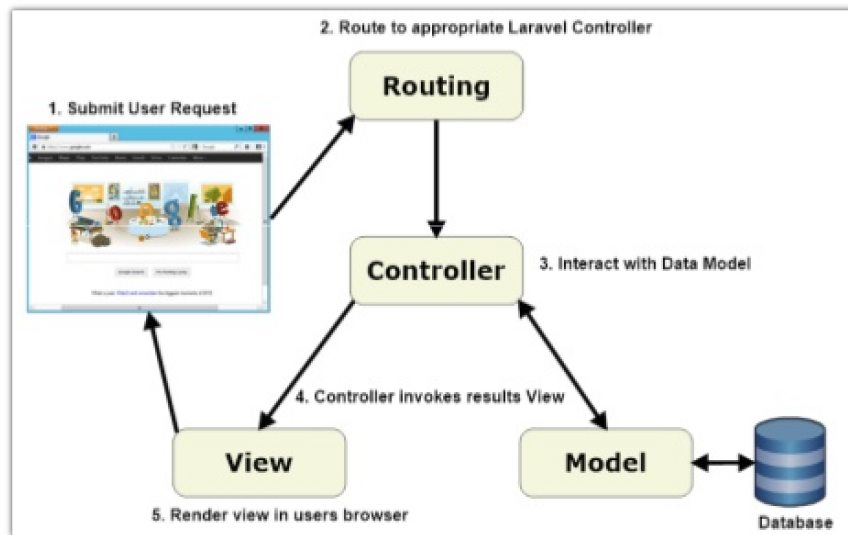 2. Route to appropriate Laravel Controller
Routing
1. Submit User Request
Google
Controller
3. Interact with Data Model
4. Controller invokes results View
View
Model
5. Render view in users browser
Database